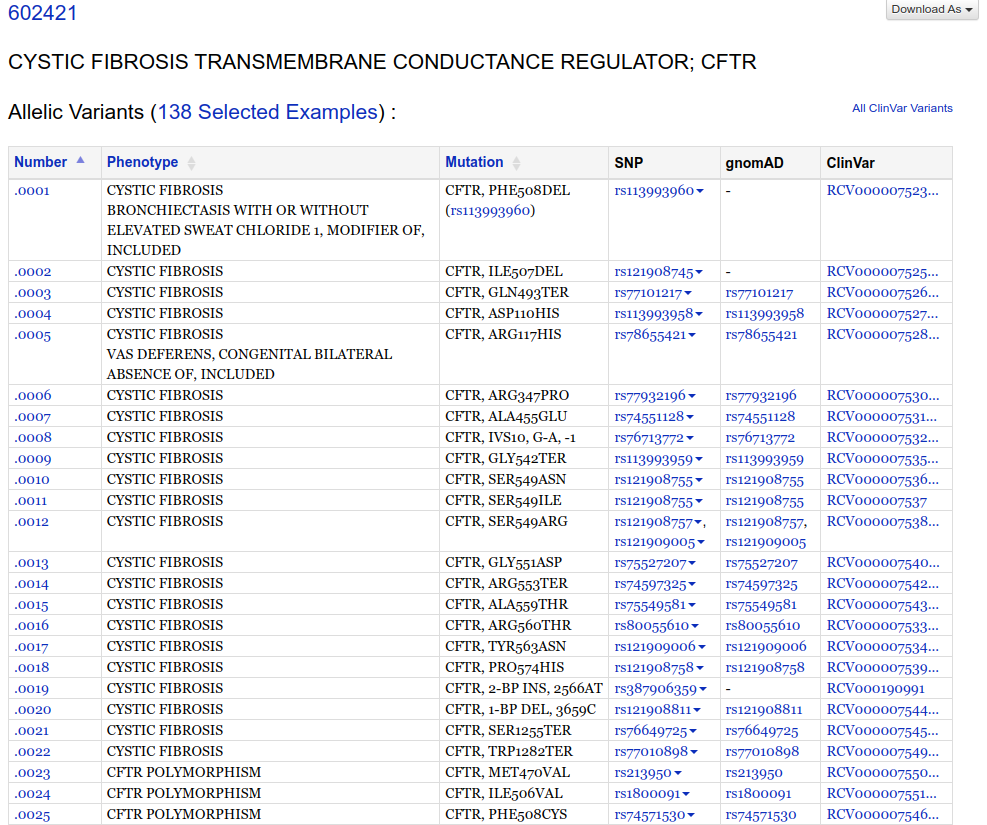 602421
Download As
CYSTIC FIBROSIS TRANSMEMBRANE CONDUCTANCE REGULATOR; CFTR
Allelic Variants (138 Selected Examples) :
All ClinVar Variants
Number Phenotype Mutation SNP gnomAD ClinVar
.0001 CYSTIC FIBROSIS CFTR, PHE508DEL rs113993960 - RCV000007523...
BRONCHIECTASIS WITH OR WITHOUT (rs113993960)
ELEVATED SWEAT CHLORIDE 1, MODIFIER OF,
INCLUDED
.0002 CYSTIC FIBROSIS CFTR, ILE507DEL rs121908745 - RCV000007525...
.0003 CYSTIC FIBROSIS CFTR, GLN493TER rs77101217 rs77101217 RCV000007526...
.0004 CYSTIC FIBROSIS CFTR, ASP110HIS rs113993958 rs113993958 RCV000007527...
.0005 CYSTIC FIBROSIS CFTR, ARG117HIS rs78655421 rs78655421 RCV000007528...
VAS DEFERENS, CONGENITAL BILATERAL
ABSENCE OF, INCLUDED
.0006 CYSTIC FIBROSIS CFTR, ARG347PRO rs77932196 rs77932196 RCV000007530...
.0007 CYSTIC FIBROSIS CFTR, ALA455GLU rs74551128 rs74551128 RCV000007531...
.0008 CYSTIC FIBROSIS CFTR, IVS10, G-A, -1 rs76713772 rs76713772 RCV000007532...
.0009 CYSTIC FIBROSIS CFTR, GLY542TER rs113993959 rs113993959 RCV000007535...
.0010 CYSTIC FIBROSIS CFTR, SER549ASN rs121908755 rs121908755 RCV000007536...
.0011 CYSTIC FIBROSIS CFTR, SER549ILE rs121908755 rs121908755 RCV000007537
.0012 CYSTIC FIBROSIS CFTR, SER549ARG rs121908757, rs121908757, RCV000007538...
rs121909005 rs121909005
.0013 CYSTIC FIBROSIS CFTR, GLY551ASP rs75527207 rs75527207 RCV000007540...
.0014 CYSTIC FIBROSIS CFTR, ARG553TER rs74597325 rs74597325 RCV000007542...
.0015 CYSTIC FIBROSIS CFTR, ALA559THR rs75549581 rs75549581 RCV000007543...
.0016 CYSTIC FIBROSIS CFTR, ARG560THR rs80055610 rs80055610 RCV000007533...
.0017 CYSTIC FIBROSIS CFTR, TYR563ASN rs121909006 rs121909006 RCV000007534...
.0018 CYSTIC FIBROSIS CFTR, PRO574HIS rs121908758 rs121908758 RCV000007539...
.0019 CYSTIC FIBROSIS CFTR, 2-BP INS, 2566AT rs387906359 - RCV000190991
.0020 CYSTIC FIBROSIS CFTR, 1-BP DEL, 3659C rs121908811 rs121908811 RCV000007544...
.0021 CYSTIC FIBROSIS CFTR, SER1255TER rs76649725 rs76649725 RCV000007545...
.0022 CYSTIC FIBROSIS CFTR, TRP1282TER rs77010898 rs77010898 RCV000007549...
.0023 CFTR POLYMORPHISM CFTR, MET470VAL rs213950 rs213950 RCV000007550...
.0024 CFTR POLYMORPHISM CFTR, ILE506VAL rs1800091 rs1800091 RCV000007551...
.0025 CFTR POLYMORPHISM CFTR, PHE508CYS rs74571530 rs74571530 RCV000007546...